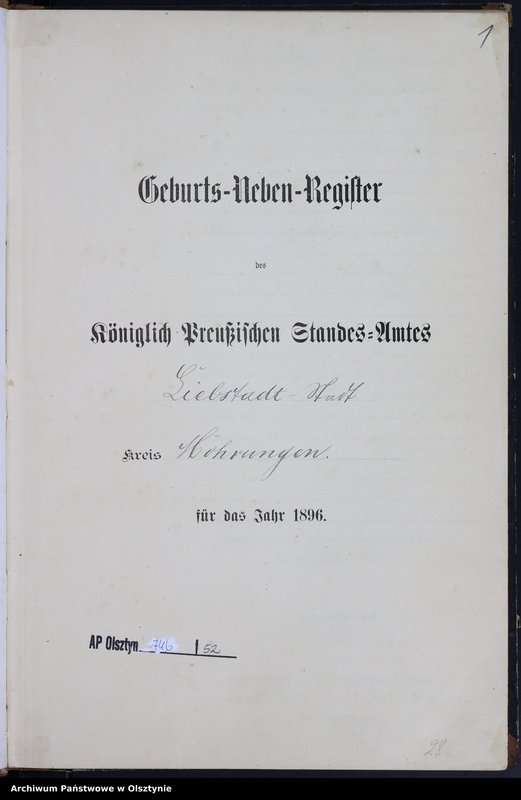 1
Geburts-Neben-Register
des
Königlich Preußischen Standes-Amtes
Liebstadt-Stadt
Kreis Mohrungen.
für das Jahr 1896.
AP Olsztyn 746 / 52
28
Archiwum Państwowe w Olsztynie